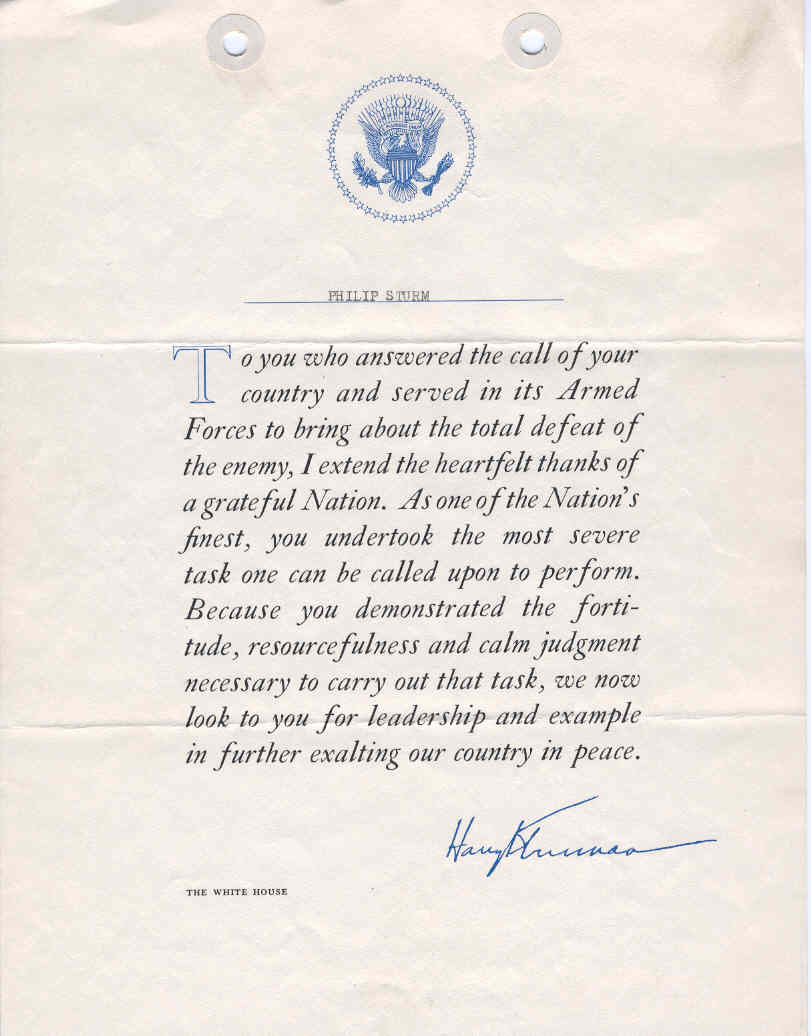 PHILIP STURM
To you who answered the call of your
country and served in its Armed
Forces to bring about the total defeat of
the enemy, I extend the heartfelt thanks of
a grateful Nation. As one of the Nation's
finest, you undertook the most severe
task one can be called upon to perform.
Because you demonstrated the forti-
tude, resourcefulness and calm judgment
necessary to carry out that task, we now
look to you for leadership and example
in further exalting our country in peace.
Harry S Truman
THE WHITE HOUSE